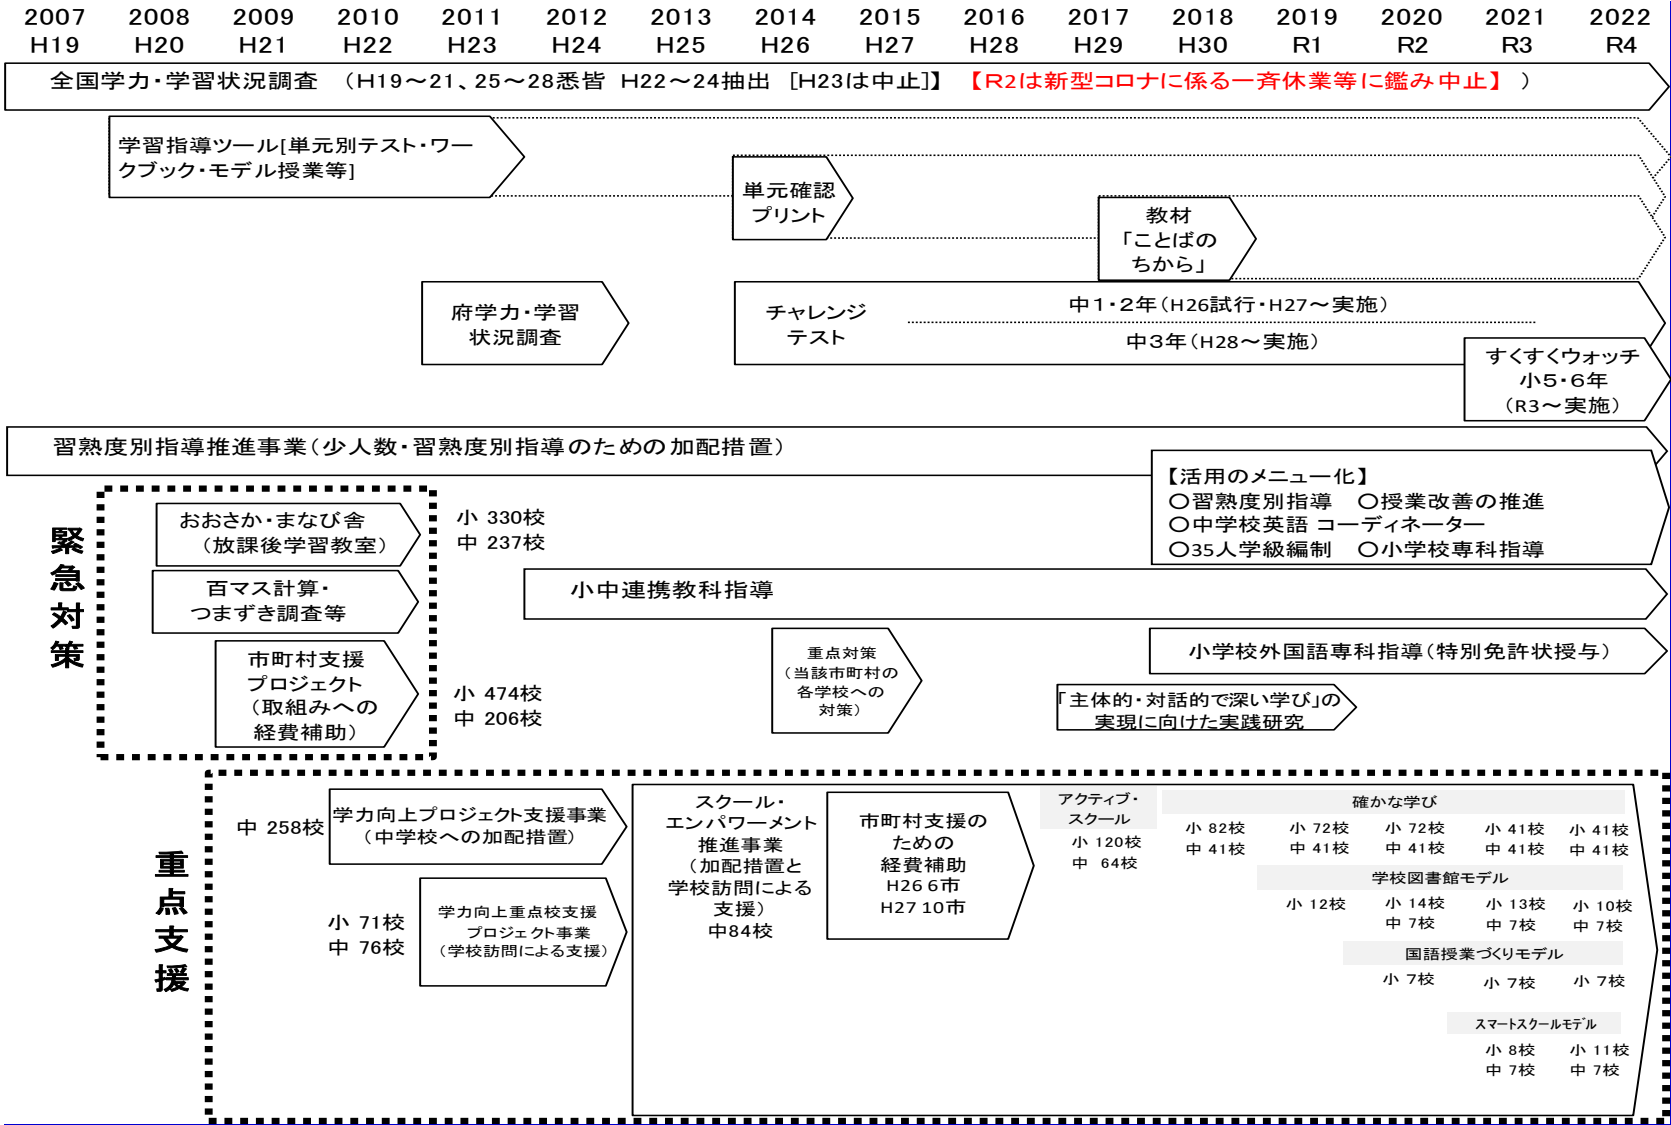 2007 2008 2009 2010 2011 2012 2013 2014 2015 2016 2017 2018 2019 2020 2021 2022
H19 H20 H21 H22 H23 H24 H25 H26 H27 H28 H29 H30 R1 R2 R3 R4
全国学力・学習状況調査 （H19～21、25～28悉皆 H22～24抽出 [H23は中止]】 【R2は新型コロナに係る一斉休業等に鑑み中止】 ）
学習指導ツール[単元別テスト・ワー
クブック・モデル授業等]
単元確認
プリント
教材
「ことばの
ちから」
府学力・学習
状況調査
チャレンジ
テスト
中１・２年（H26試行・H27～実施）
中３年（H28～実施）
すくすくウォッチ
小５・６年
（R3～実施）
習熟度別指導推進事業（少人数・習熟度別指導のための加配措置）
【活用のメニュー化】
○習熟度別指導 ○授業改善の推進
○中学校英語 コーディネーター
○35人学級編制 ○小学校専科指導
緊急対策
おおさか・まなび舎
（放課後学習教室）
小 330校
中 237校
百マス計算・
つまずき調査等
小中連携教科指導
市町村支援
プロジェクト
（取組みへの
経費補助）
小 474校
中 206校
重点対策
（当該市町村の
各学校への
対策）
小学校外国語専科指導（特別免許状授与）
「主体的・対話的で深い学び」の
実現に向けた実践研究
重点支援
中 258校
学力向上プロジェクト支援事業
（中学校への加配措置）
小 71校
中 76校
学力向上重点校支援
プロジェクト事業
（学校訪問による支援）
スクール・
エンパワーメント
推進事業
（加配措置と
学校訪問による
支援）
中84校
市町村支援の
ための
経費補助
H26 6市
H27 10市
アクティブ・
スクール
小 120校
中 64校
確かな学び
小 82校 小 72校 小 72校 小 41校 小 41校
中 41校 中 41校 中 41校 中 41校 中 41校
学校図書館モデル
小 12校 小 14校 小 13校 小 10校
中 7校 中 7校 中 7校
国語授業づくりモデル
小 7校 小 7校 小 7校
スマートスクールモデル
小 8校 小 11校
中 7校 中 7校